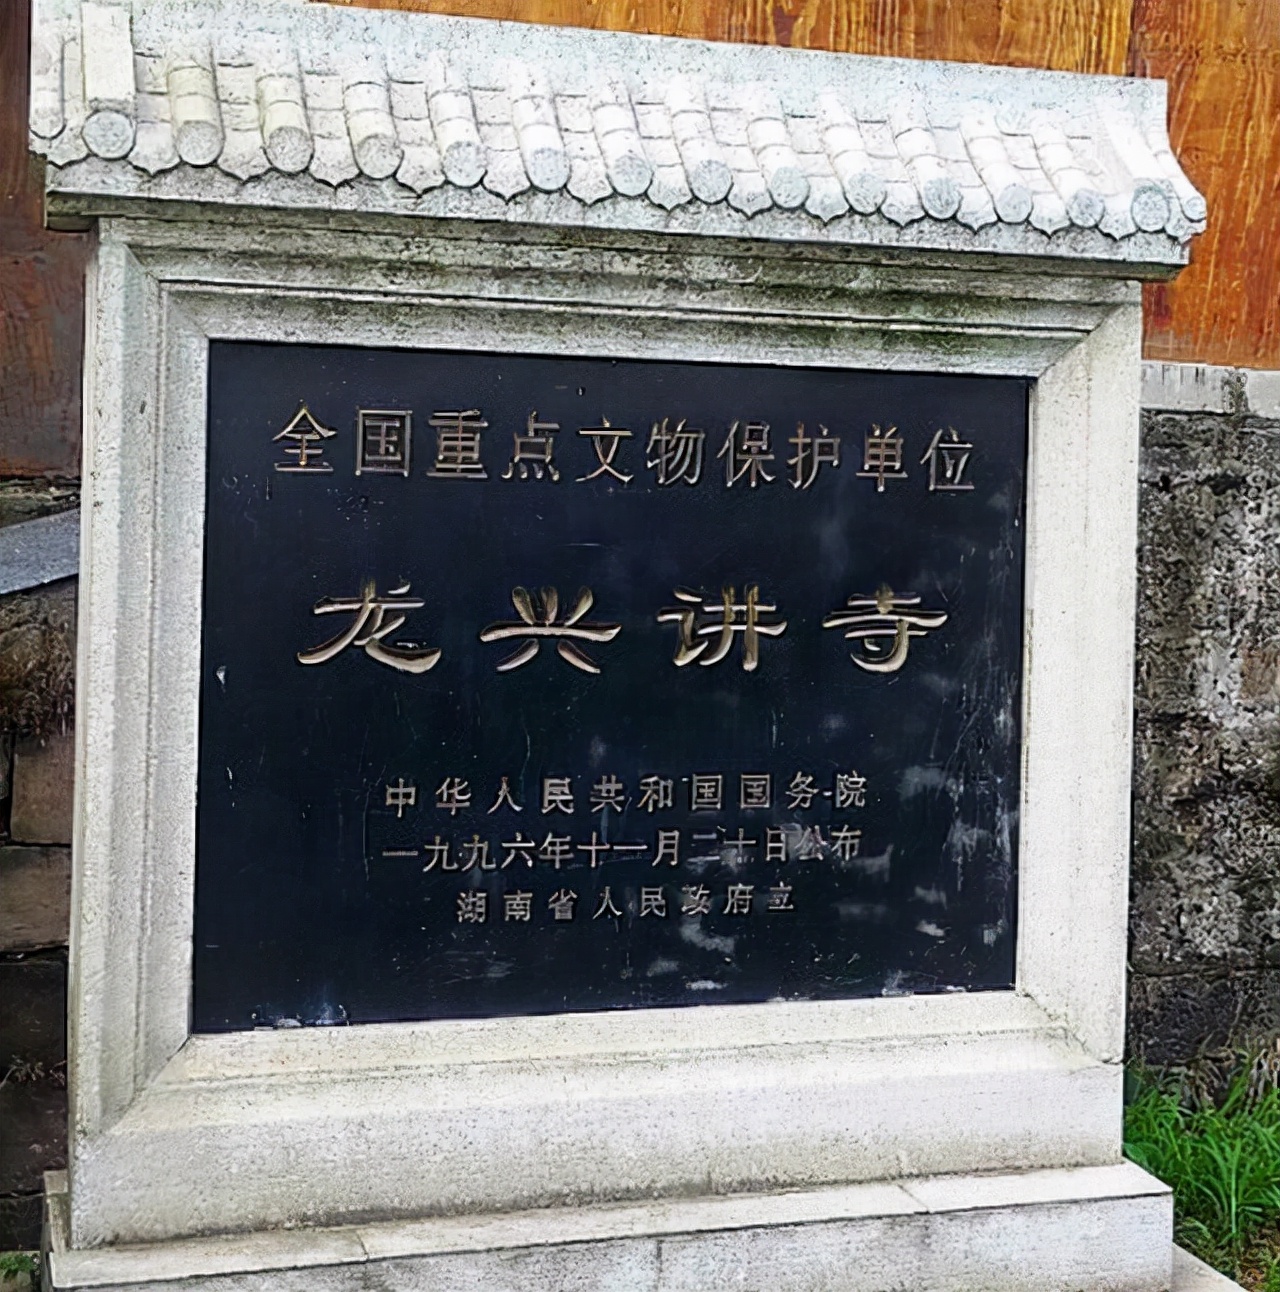 全国重点文物保护单位
龙兴讲寺
中华人民共和国国务院
一九九六年十一月二十日公布
湖南省人民政府立